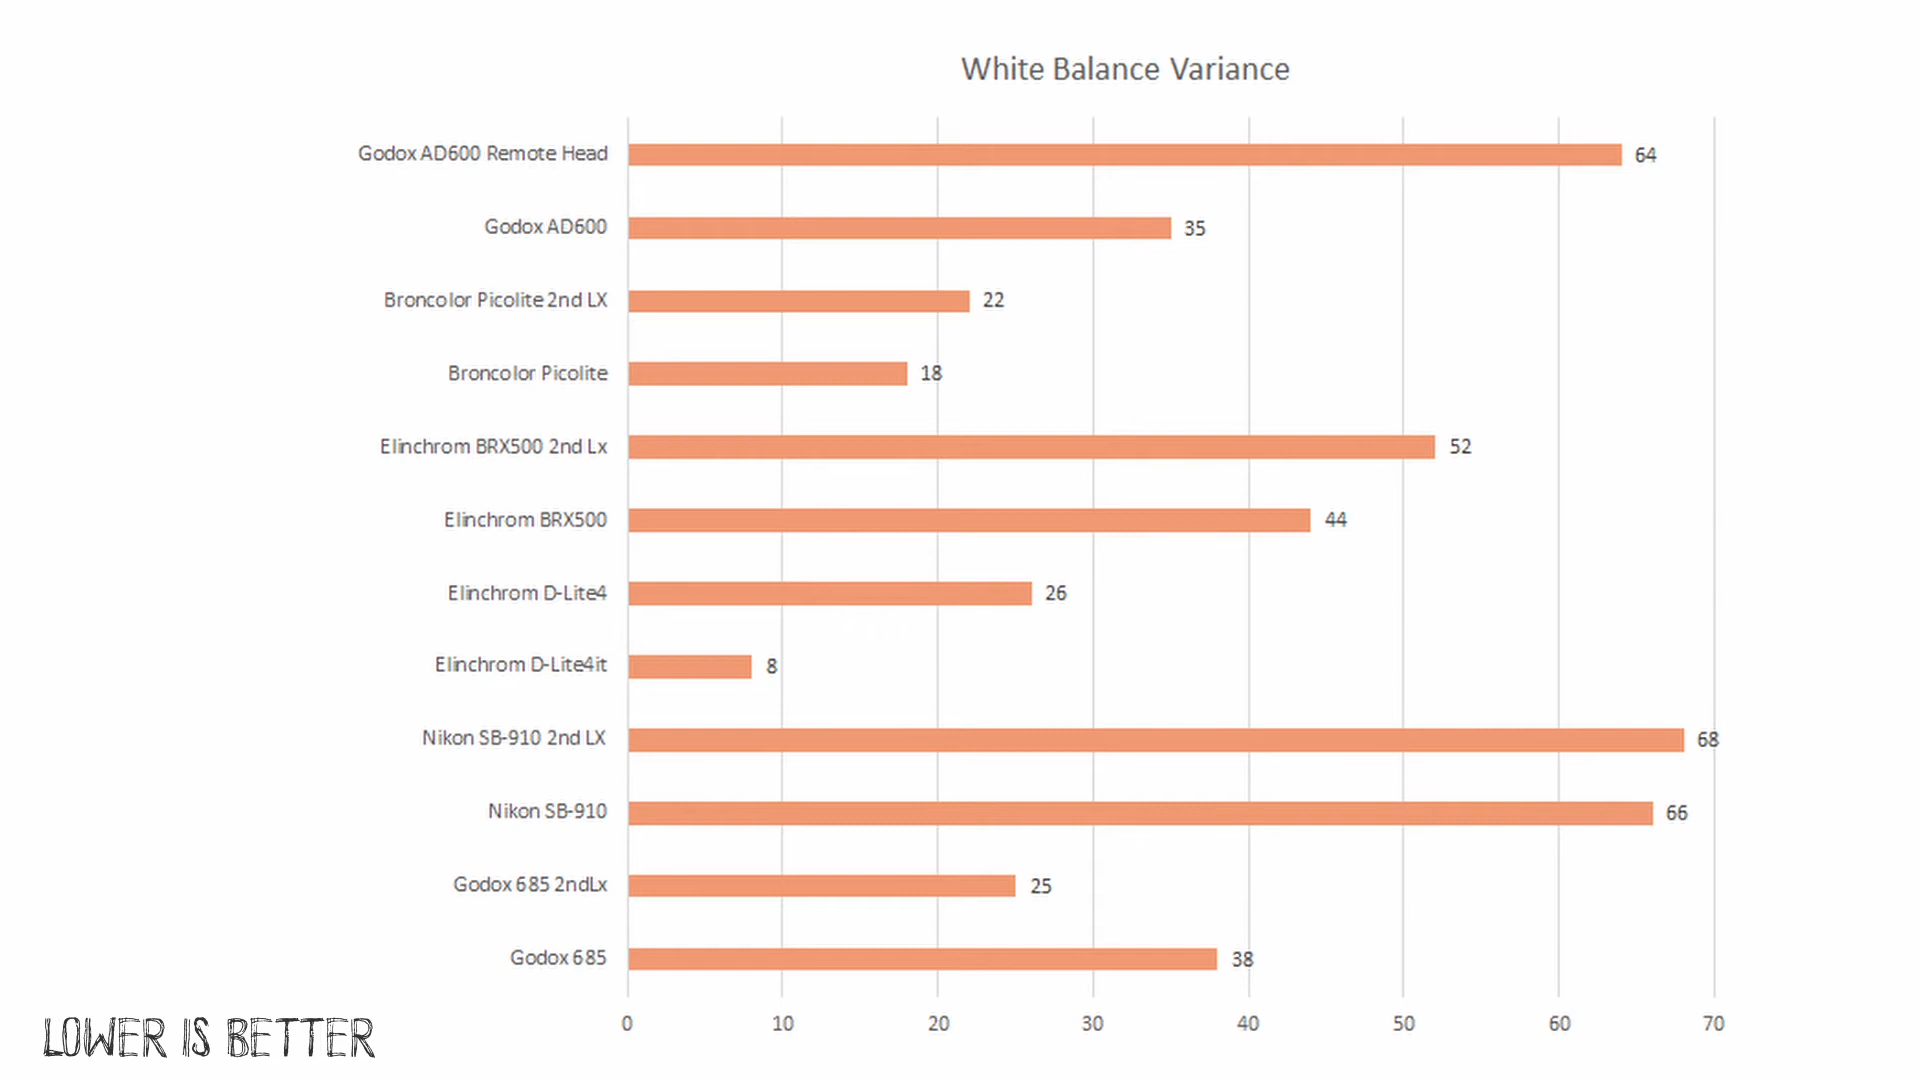 White Balance Variance
Godox AD600 Remote Head 64
Godox AD600 35
Broncolor Picolite 2nd LX 22
Broncolor Picolite 18
Elinchrom BRX500 2nd Lx 52
Elinchrom BRX500 44
Elinchrom D-Lite4 26
Elinchrom D-Lite4it 8
Nikon SB-910 2nd LX 68
Nikon SB-910 66
Godox 685 2ndLx 25
Godox 685 38
0 10 20 30 40 50 60 70
LOWER IS BETTER